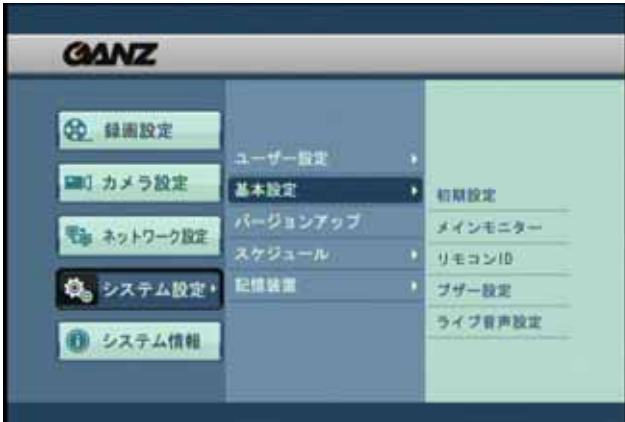 GANZ
録画設定
カメラ設定
ネットワーク設定
システム設定
システム情報
ユーザー設定
基本設定
バージョンアップ
スケジュール
記憶装置
初期設定
メインモニター
リモコンID
ブザー設定
ライブ音声設定